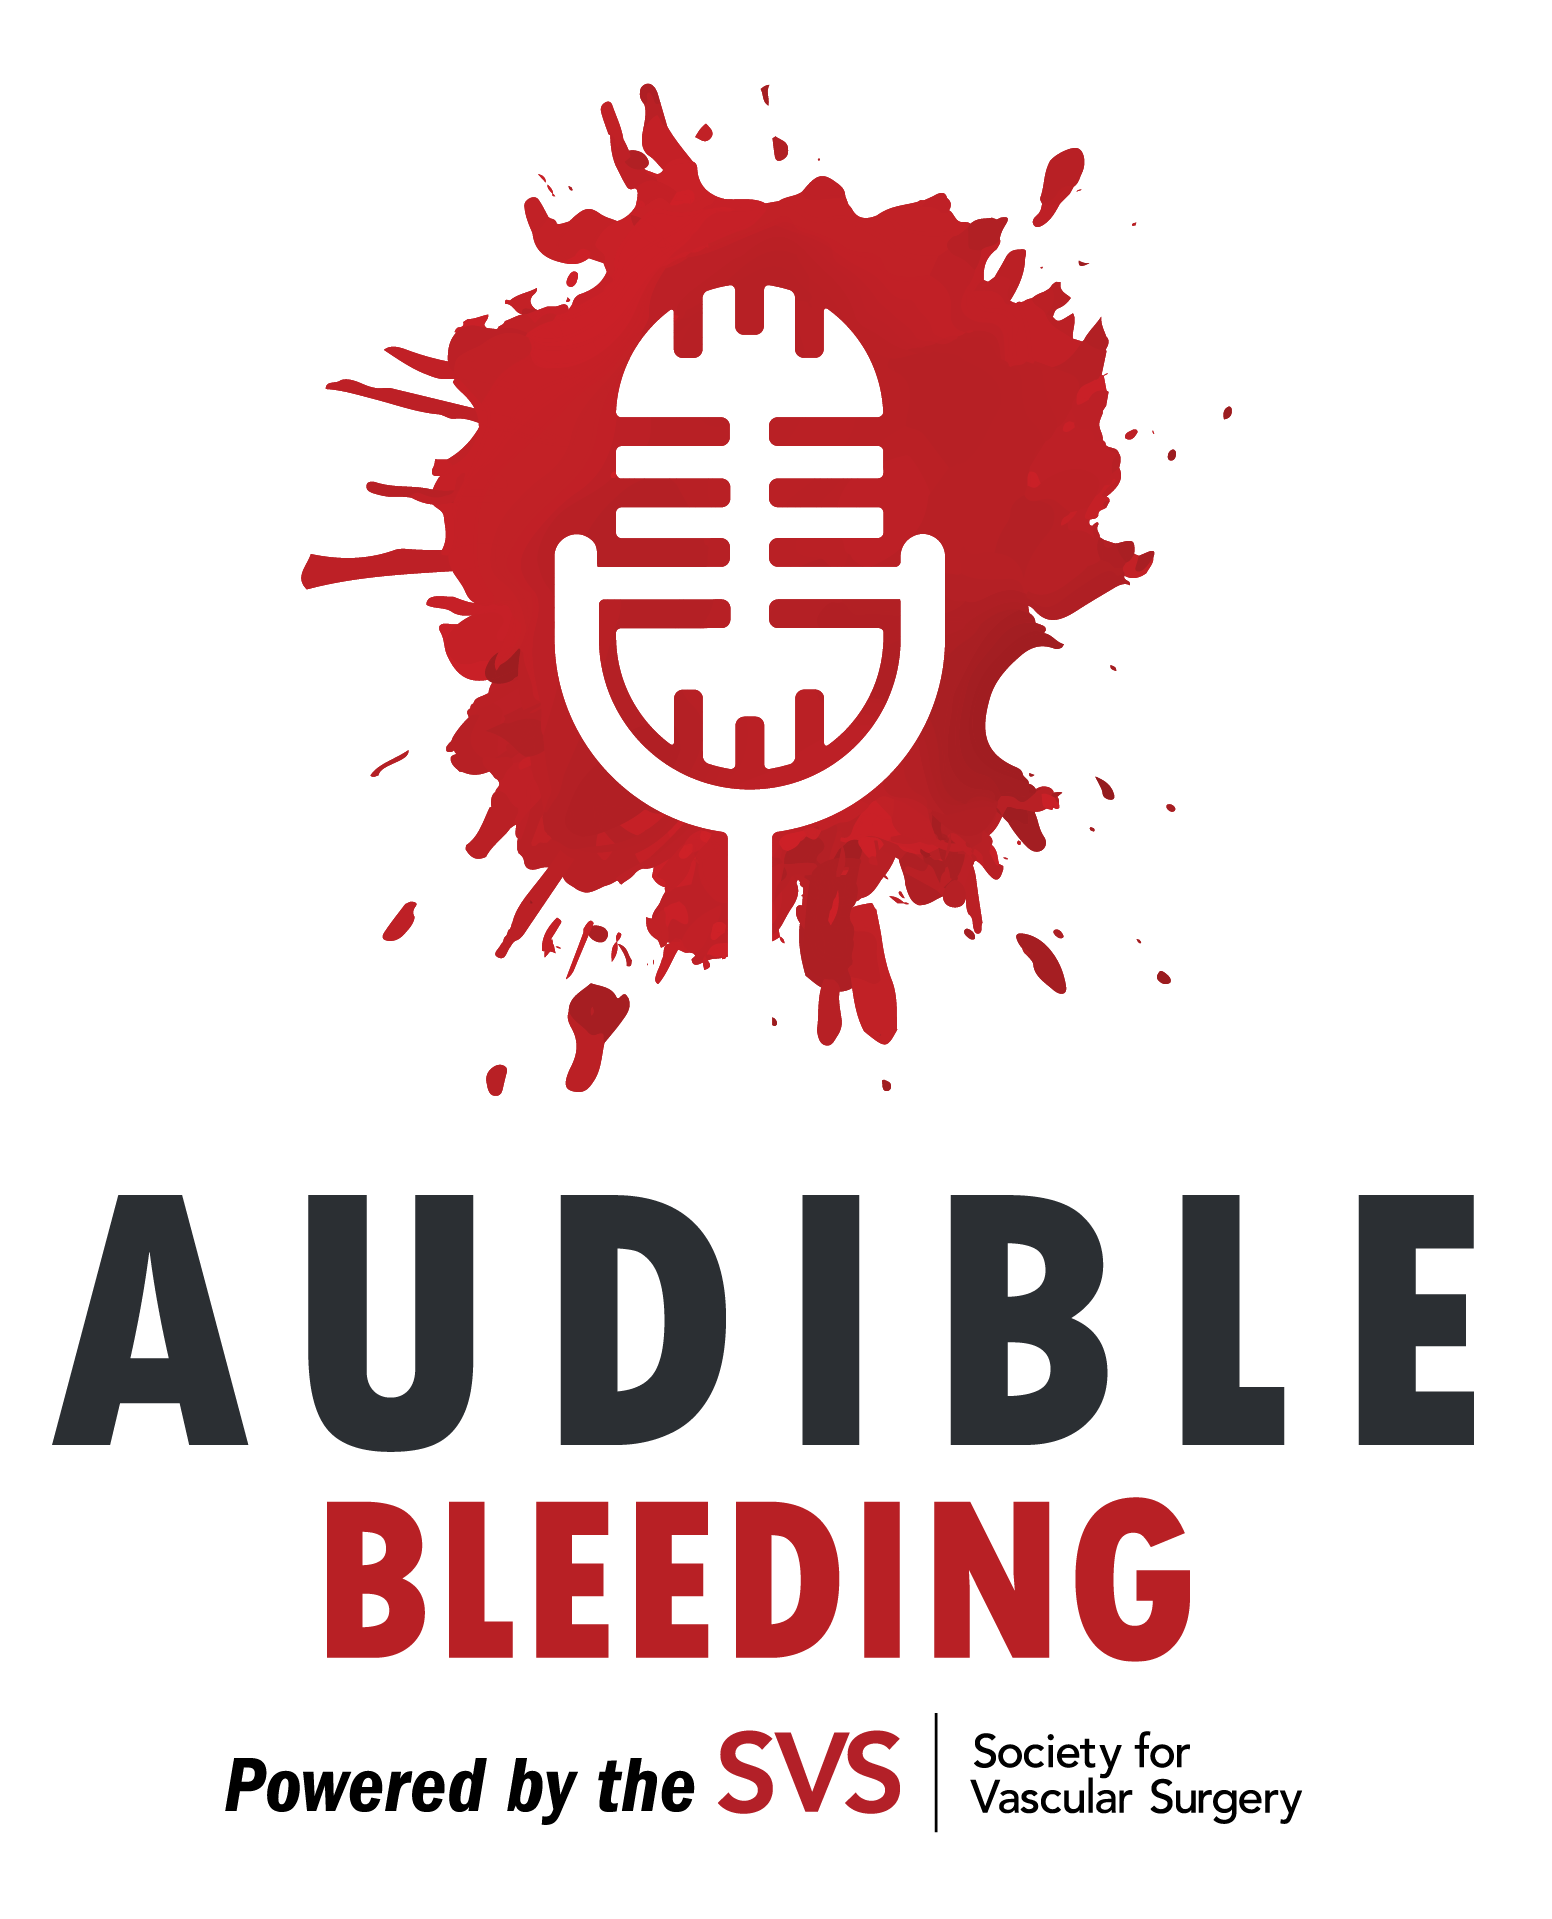 AUDIBLE
BLEEDING
Powered by the SVS
Society for
Vascular Surgery